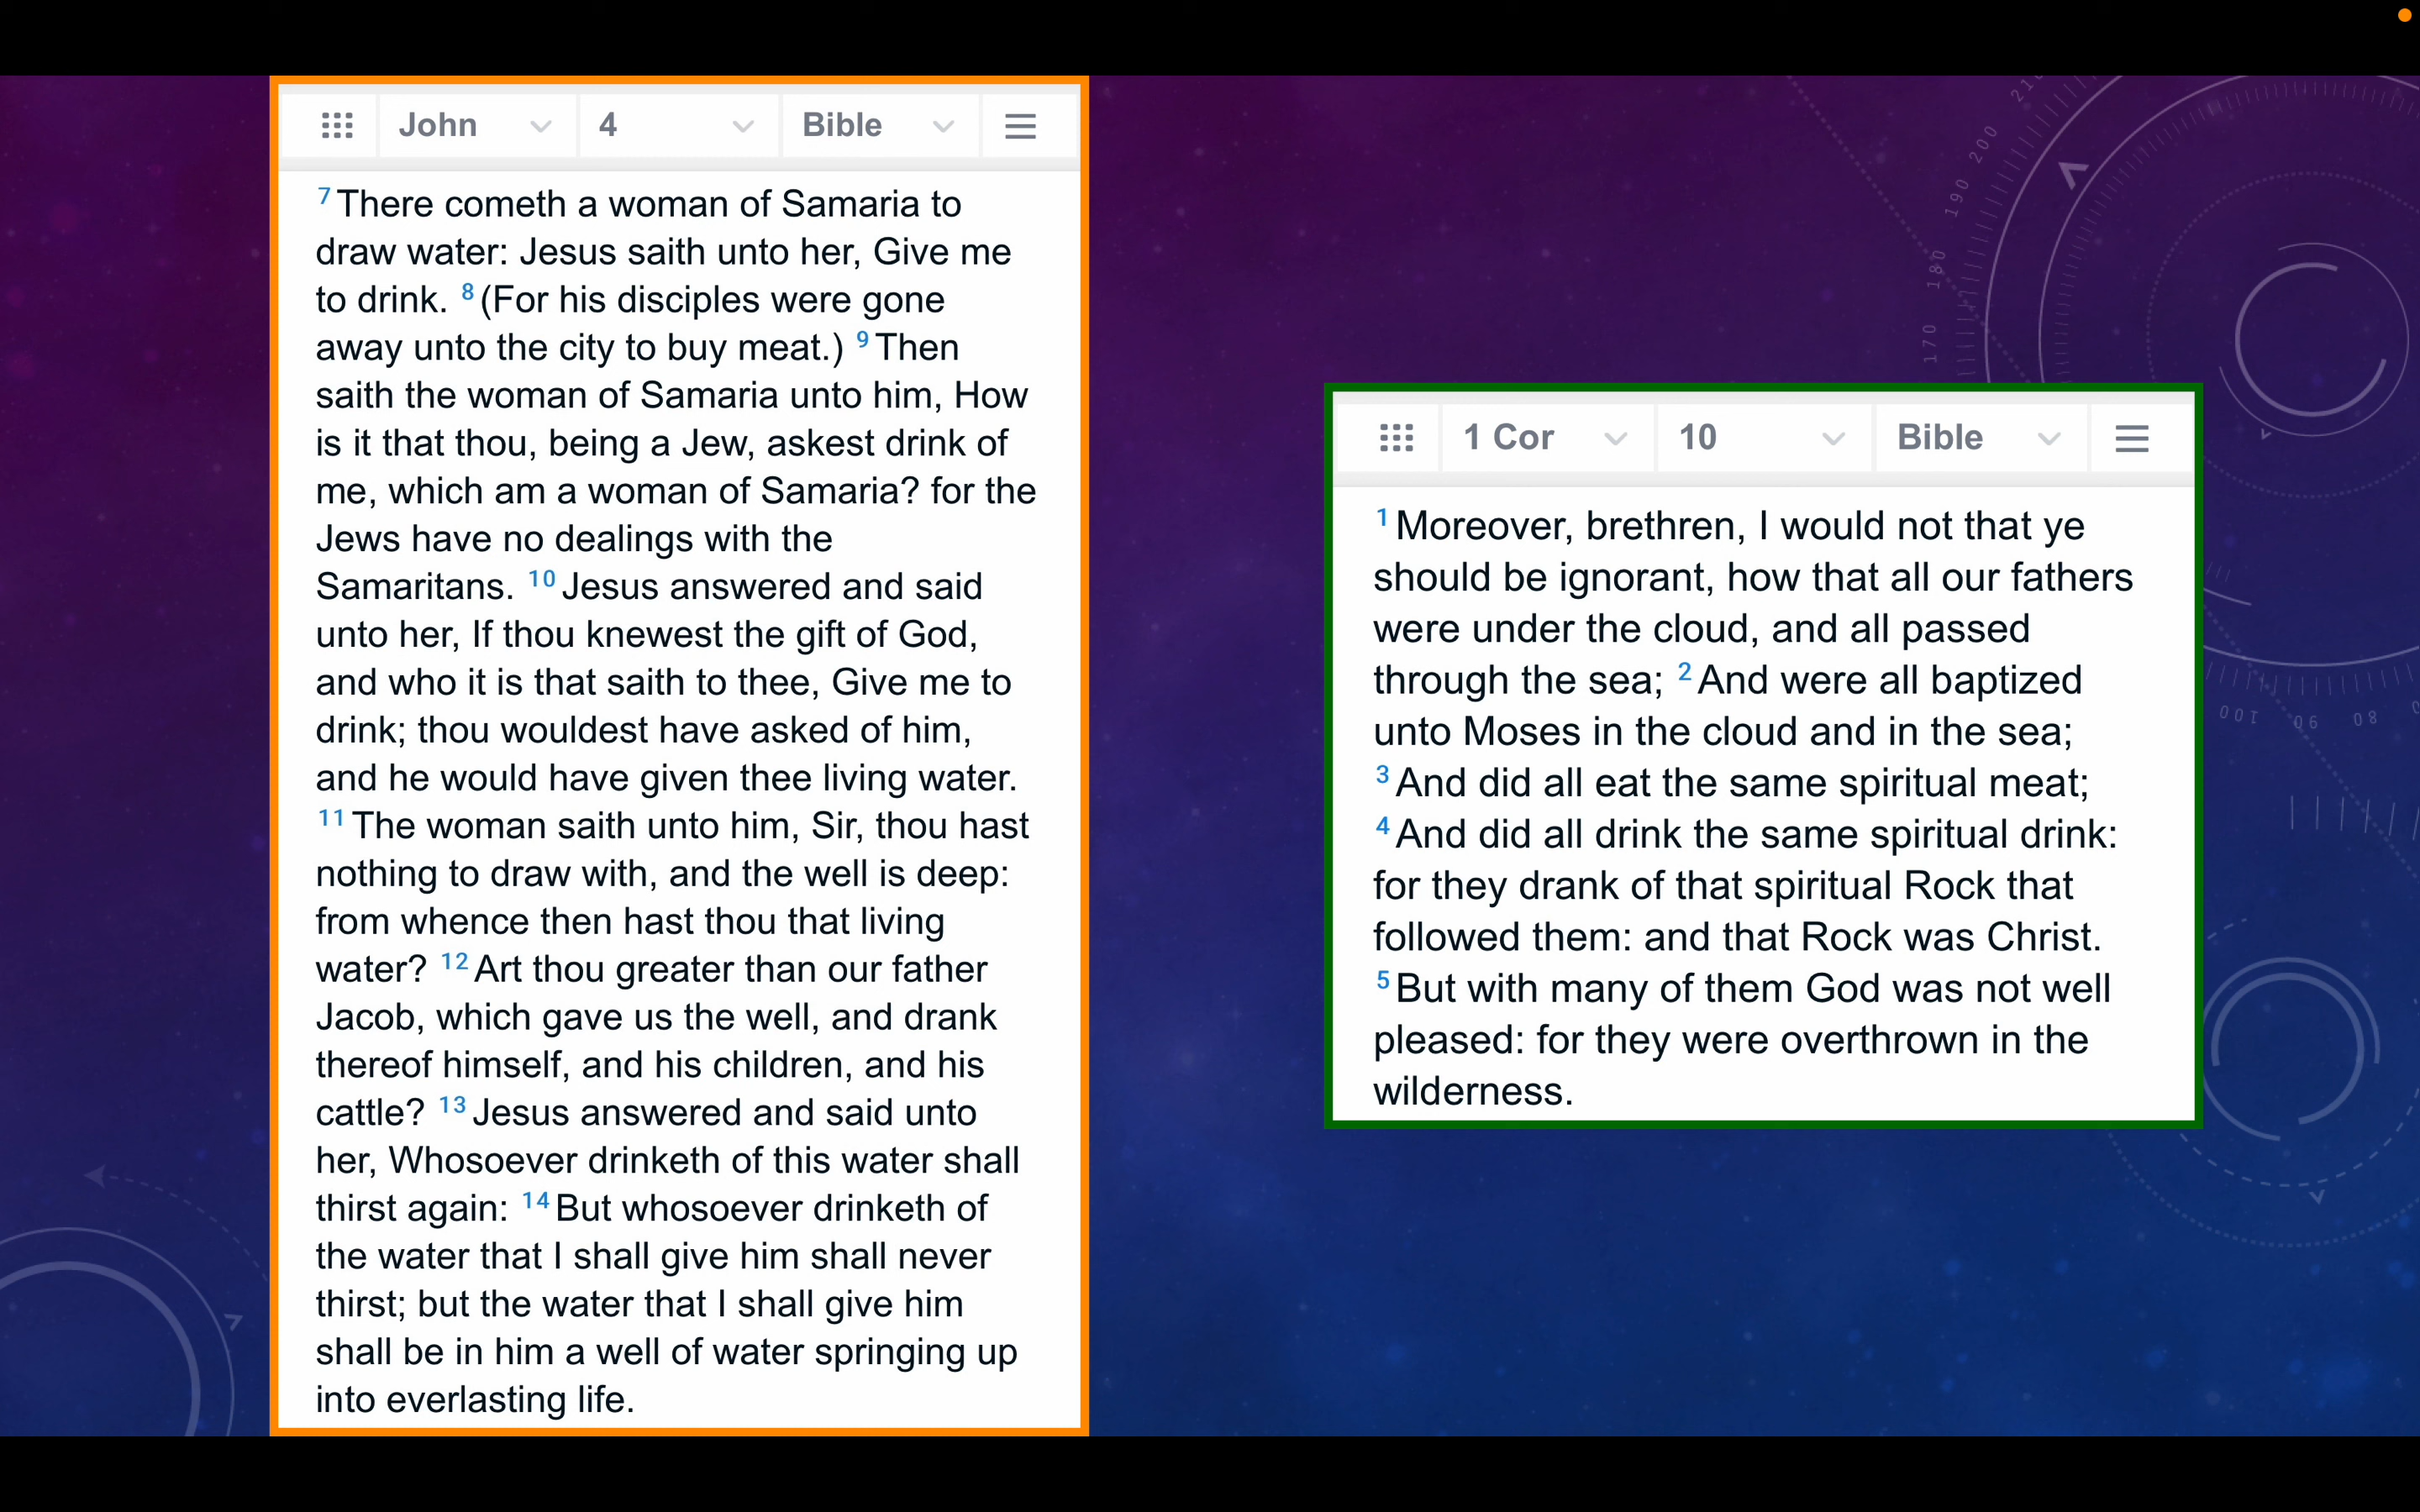 John 4 Bible
7 There cometh a woman of Samaria to
draw water: Jesus saith unto her, Give me
to drink. 8 (For his disciples were gone
away unto the city to buy meat.) 9 Then
saith the woman of Samaria unto him, How
is it that thou, being a Jew, askest drink of
me, which am a woman of Samaria? for the
Jews have no dealings with the
Samaritans. 10 Jesus answered and said
unto her, If thou knewest the gift of God,
and who it is that saith to thee, Give me to
drink; thou wouldest have asked of him,
and he would have given thee living water.
11 The woman saith unto him, Sir, thou hast
nothing to draw with, and the well is deep:
from whence then hast thou that living
water? 12 Art thou greater than our father
Jacob, which gave us the well, and drank
thereof himself, and his children, and his
cattle? 13 Jesus answered and said unto
her, Whosoever drinketh of this water shall
thirst again: 14 But whosoever drinketh of
the water that I shall give him shall never
thirst; but the water that I shall give him
shall be in him a well of water springing up
into everlasting life.
1 Cor 10 Bible
1 Moreover, brethren, I would not that ye
should be ignorant, how that all our fathers
were under the cloud, and all passed
through the sea; 2 And were all baptized
unto Moses in the cloud and in the sea;
3 And did all eat the same spiritual meat;
4 And did all drink the same spiritual drink:
for they drank of that spiritual Rock that
followed them: and that Rock was Christ.
5 But with many of them God was not well
pleased: for they were overthrown in the
wilderness.
200
190
180
170
100
90
80